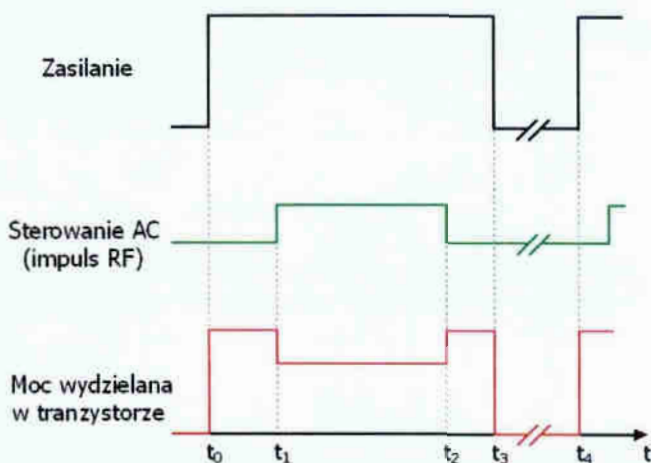 Zasilanie
Sterowanie AC
(impuls RF)
Moc wydzielana
w tranzystorze
t0 t1 t2 t3 t4 t